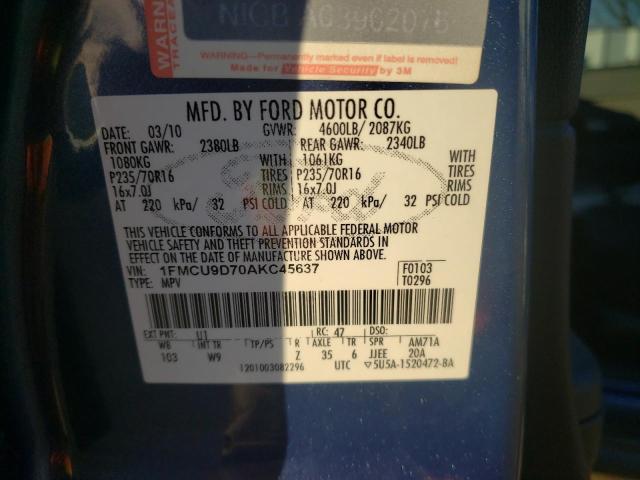 WARN
TRACEA
NICB AC39C2076
WARNING-Permanently marked even if label is removed!
Made for Vehicle Security by 3M
MFD. BY FORD MOTOR CO.
DATE: 03/10 GVWR: 4600LB/ 2087KG
FRONT GAWR: 2380LB REAR GAWR: 2340LB
1080KG WITH 1061KG WITH
P235/70R16 TIRES P235/70R16 TIRES
16x7.0J RIMS 16x7.0J RIMS
AT 220 kPa/ 32 PSI COLD AT 220 kPa/ 32 PSI COLD
Ford
THIS VEHICLE CONFORMS TO ALL APPLICABLE FEDERAL MOTOR
VEHICLE SAFETY AND THEFT PREVENTION STANDARDS IN
EFFECT ON THE DATE OF MANUFACTURE SHOWN ABOVE.
VIN: 1FMCU9D70AKC45637 F0103
TYPE: MPV T0296
EXT PNT: U1 RC: 47 DSO:
WB INT TR TP/PS R AXLE TR SPR AM71A
103 W9 Z 35 6 JJEE 20A
1201003082296 UTC ▽5U5A-1520472-BA